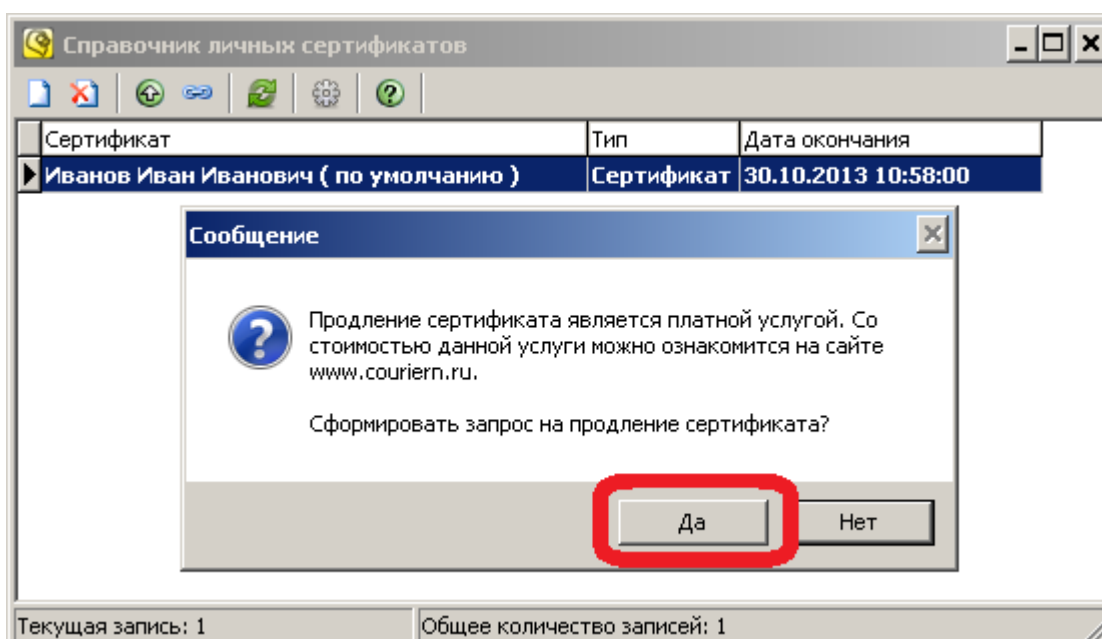 Справочник личных сертификатов
Сертификат Тип Дата окончания
Иванов Иван Иванович ( по умолчанию ) Сертификат 30.10.2013 10:58:00
Сообщение
Продление сертификата является платной услугой. Со
стоимостью данной услуги можно ознакомится на сайте
www.couriern.ru.
Сформировать запрос на продление сертификата?
Да Нет
Текущая запись: 1 Общее количество записей: 1